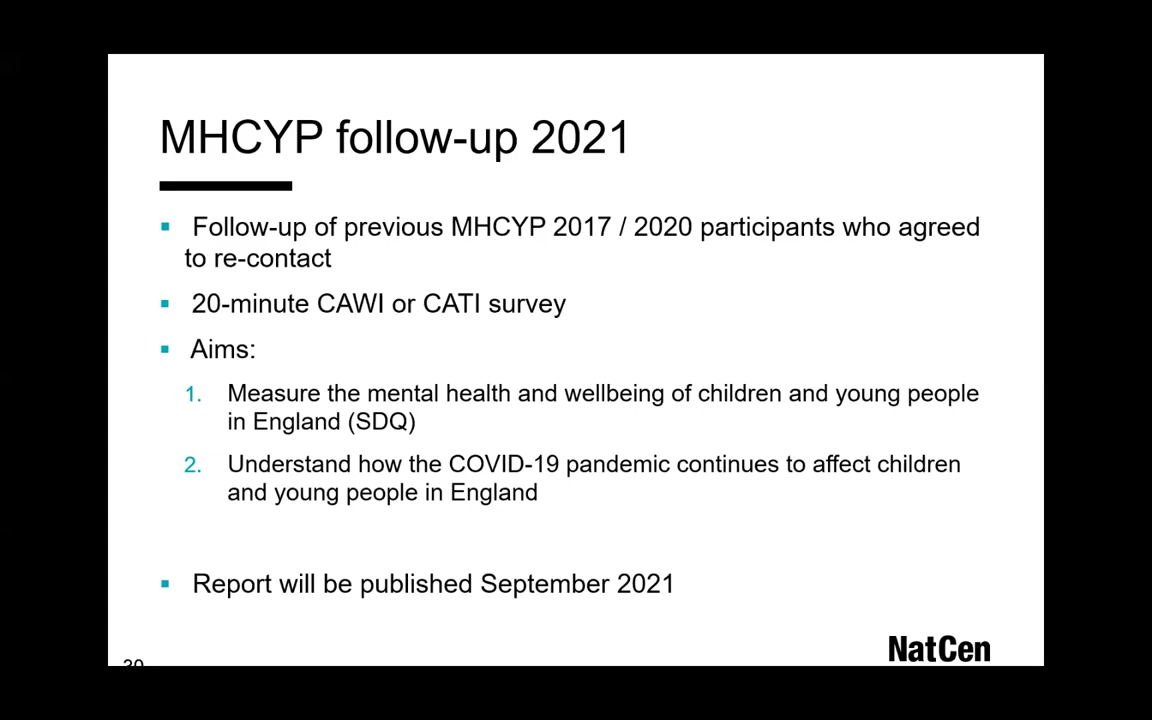 MHCYP follow-up 2021
▪ Follow-up of previous MHCYP 2017 / 2020 participants who agreed
to re-contact
▪ 20-minute CAWI or CATI survey
▪ Aims:
1. Measure the mental health and wellbeing of children and young people
in England (SDQ)
2. Understand how the COVID-19 pandemic continues to affect children
and young people in England
▪ Report will be published September 2021
NatCen